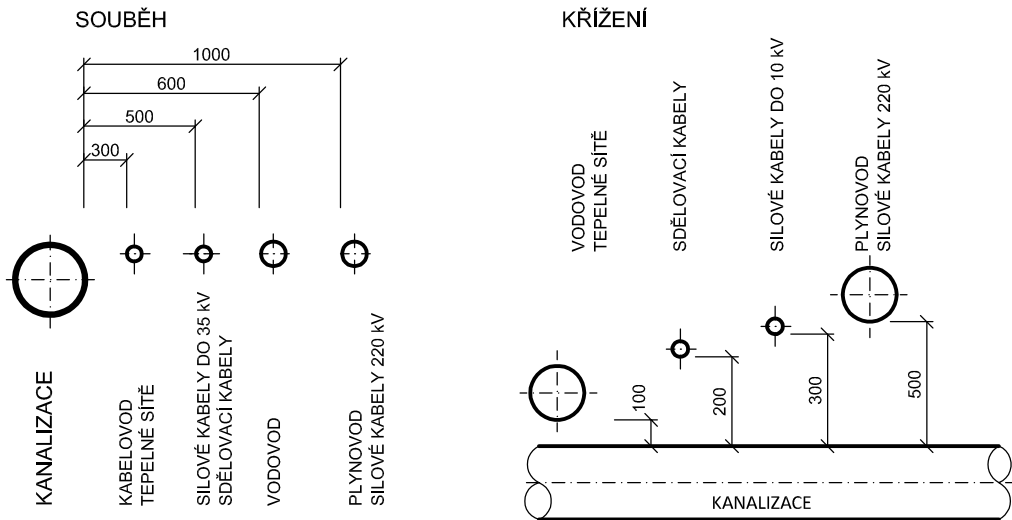 SOUBĚH
1000
600
500
300
KANALIZACE
KABELOVOD
TEPELNÉ SÍTĚ
SILOVÉ KABELY DO 35 kV
SDĚLOVACÍ KABELY
VODOVOD
PLYNOVOD
SILOVÉ KABELY 220 kV
KŘÍŽENÍ
VODOVOD
TEPELNÉ SÍTĚ
SDĚLOVACÍ KABELY
SILOVÉ KABELY DO 10 kV
PLYNOVOD
SILOVÉ KABELY 220 kV
100
200
300
500
KANALIZACE